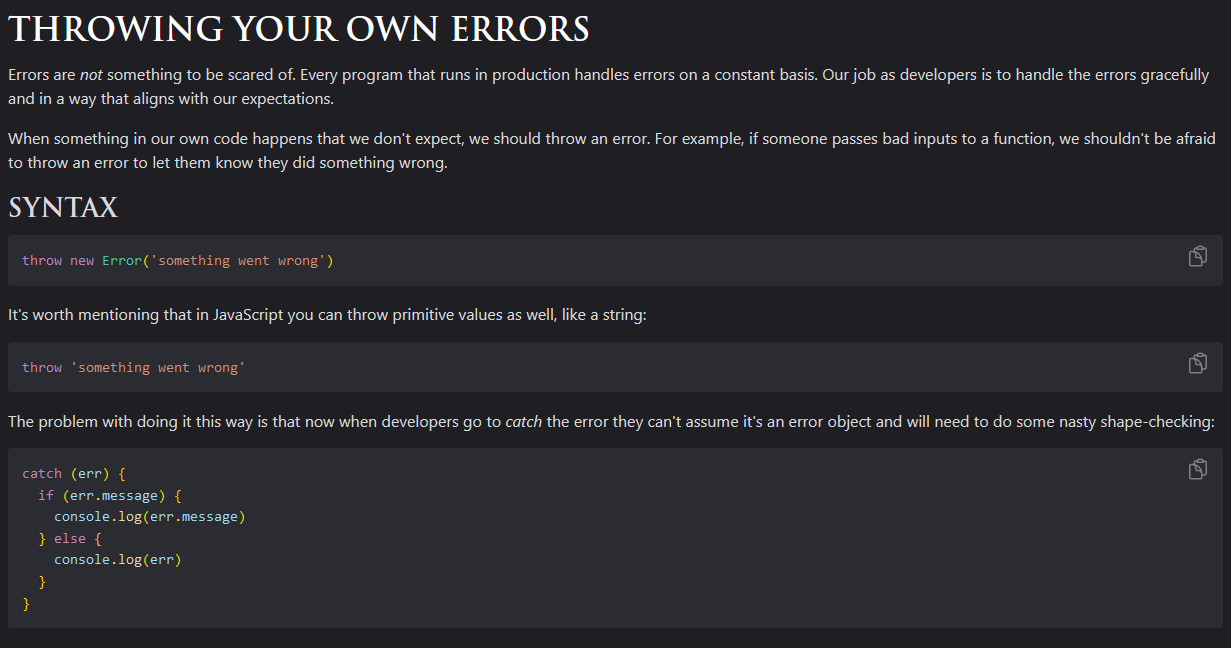 THROWING YOUR OWN ERRORS
Errors are not something to be scared of. Every program that runs in production handles errors on a constant basis. Our job as developers is to handle the errors gracefully
and in a way that aligns with our expectations.
When something in our own code happens that we don't expect, we should throw an error. For example, if someone passes bad inputs to a function, we shouldn't be afraid
to throw an error to let them know they did something wrong.
SYNTAX
throw new Error('something went wrong')
It's worth mentioning that in JavaScript you can throw primitive values as well, like a string:
throw 'something went wrong'
The problem with doing it this way is that now when developers go to catch the error they can't assume it's an error object and will need to do some nasty shape-checking:
catch (err) {
  if (err.message) {
    console.log(err.message)
  } else {
    console.log(err)
  }
}